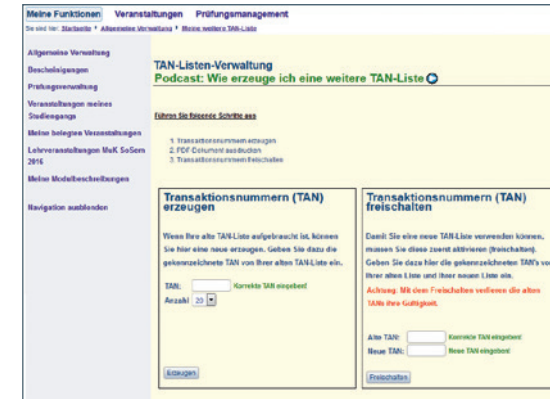 Meine Funktionen Veranstaltungen Prüfungsmanagement
Sie sind hier: Startseite Allgemeine Verwaltung Meine weitere TAN-Liste
Allgemeine Verwaltung
Bescheinigungen
Prüfungsverwaltung
Veranstaltungen meines
Studiengangs
Meine belegten Veranstaltungen
Lehrveranstaltungen MuK SoSem
2016
Meine Modulbeschreibungen
Navigation ausblenden
TAN-Listen-Verwaltung
Podcast: Wie erzeuge ich eine weitere TAN-Liste
Führen Sie folgende Schritte aus
1. Transaktionsnummern erzeugen
2. PDF-Dokument ausdrucken
3. Transaktionsnummern freischalten
Transaktionsnummern (TAN)
erzeugen
Wenn Ihre alte TAN-Liste aufgebraucht ist, können
Sie hier eine neue erzeugen. Geben Sie dazu die
gekennzeichnete TAN von Ihrer alten TAN-Liste ein.
TAN: Korrekte TAN eingeben!
Anzahl 20
Erzeugen
Transaktionsnummern (TAN)
freischalten
Damit Sie eine neue TAN-Liste verwenden können,
müssen Sie diese zuerst aktivieren (freischalten).
Geben Sie dazu hier die gekennzeichneten TAN's vo
Ihrer alten Liste und Ihrer neuen Liste ein.
Achtung: Mit dem Freischalten verlieren die alten
TANs ihre Gültigkeit.
Alte TAN: Korrekte TAN eingeben!
Neue TAN: Neue TAN eingeben!
Freischalten